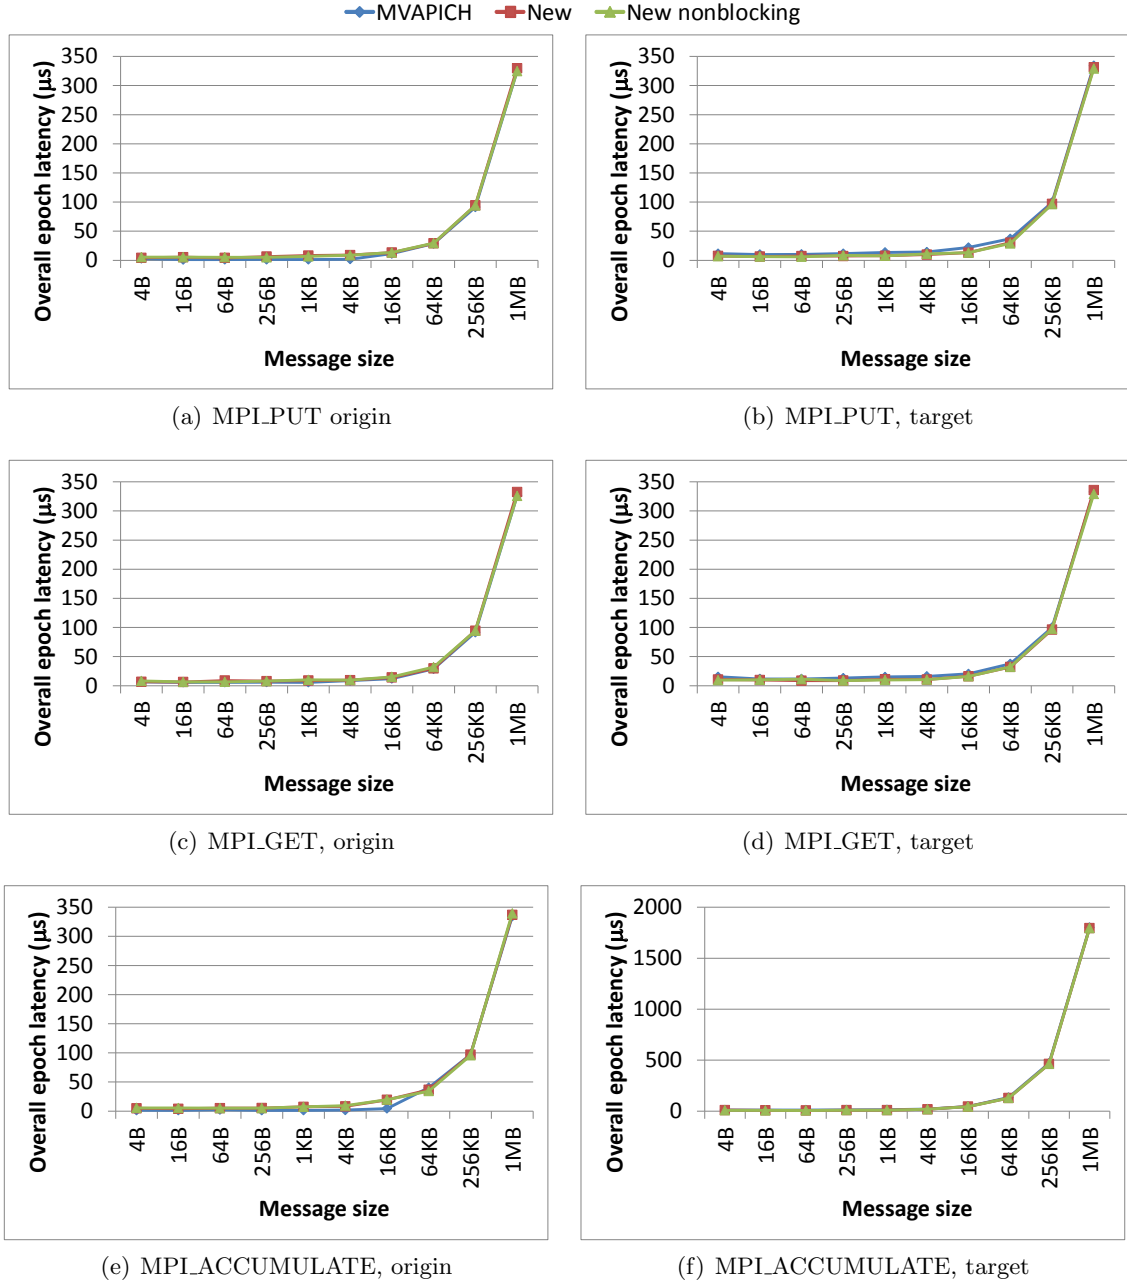 MVAPICH New New nonblocking
Overall epoch latency (µs)
350
300
250
200
150
100
50
0
4B
16B
64B
256B
1KB
4KB
16KB
64KB
256KB
1MB
Message size
(a) MPI_PUT origin
Overall epoch latency (µs)
350
300
250
200
150
100
50
0
4B
16B
64B
256B
1KB
4KB
16KB
64KB
256KB
1MB
Message size
(b) MPI_PUT, target
Overall epoch latency (µs)
350
300
250
200
150
100
50
0
4B
16B
64B
256B
1KB
4KB
16KB
64KB
256KB
1MB
Message size
(c) MPI_GET, origin
Overall epoch latency (µs)
350
300
250
200
150
100
50
0
4B
16B
64B
256B
1KB
4KB
16KB
64KB
256KB
1MB
Message size
(d) MPI_GET, target
Overall epoch latency (µs)
350
300
250
200
150
100
50
0
4B
16B
64B
256B
1KB
4KB
16KB
64KB
256KB
1MB
Message size
(e) MPI_ACCUMULATE, origin
Overall epoch latency (µs)
2000
1500
1000
500
0
4B
16B
64B
256B
1KB
4KB
16KB
64KB
256KB
1MB
Message size
(f) MPI_ACCUMULATE, target